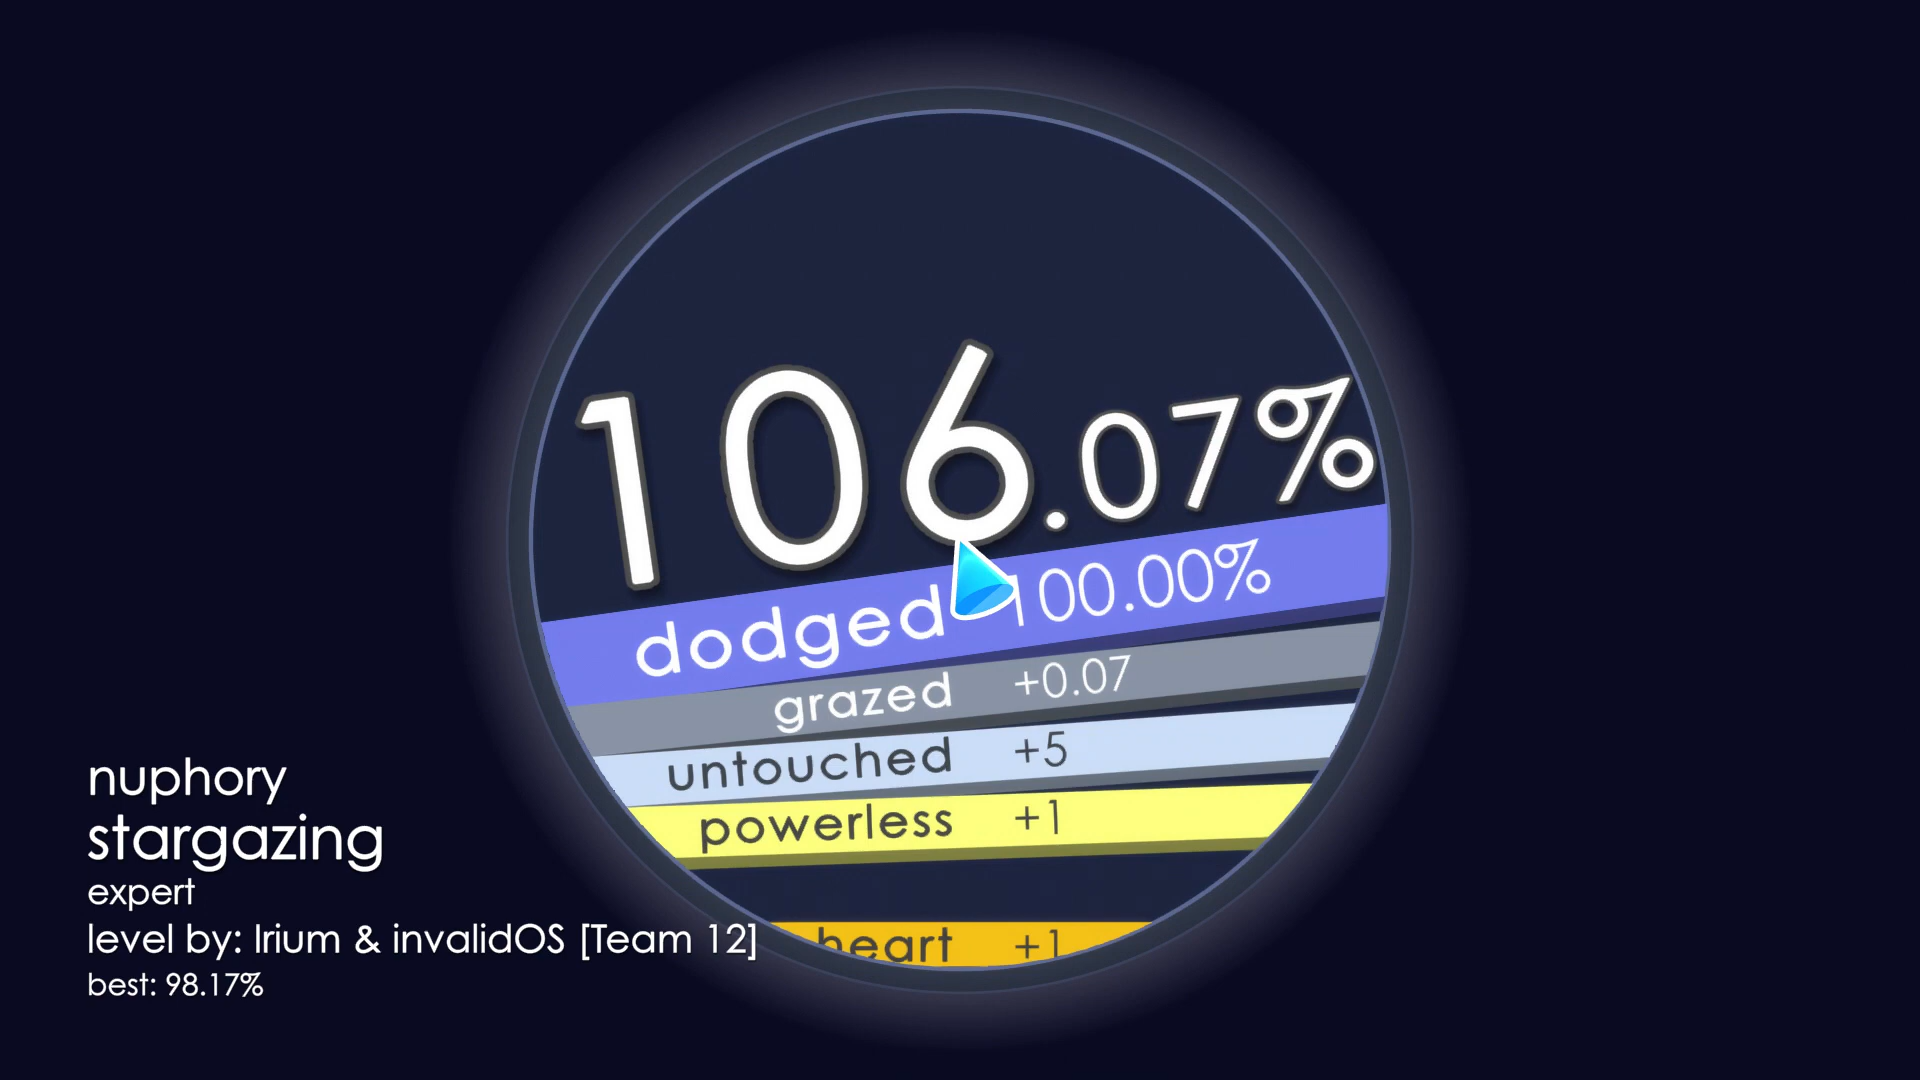 106.07%
dodged 100.00%
grazed +0.07
untouched +5
powerless +1
heart +1
nuphory
stargazing
expert
level by: Irium & invalidOS [Team 12]
best: 98.17%